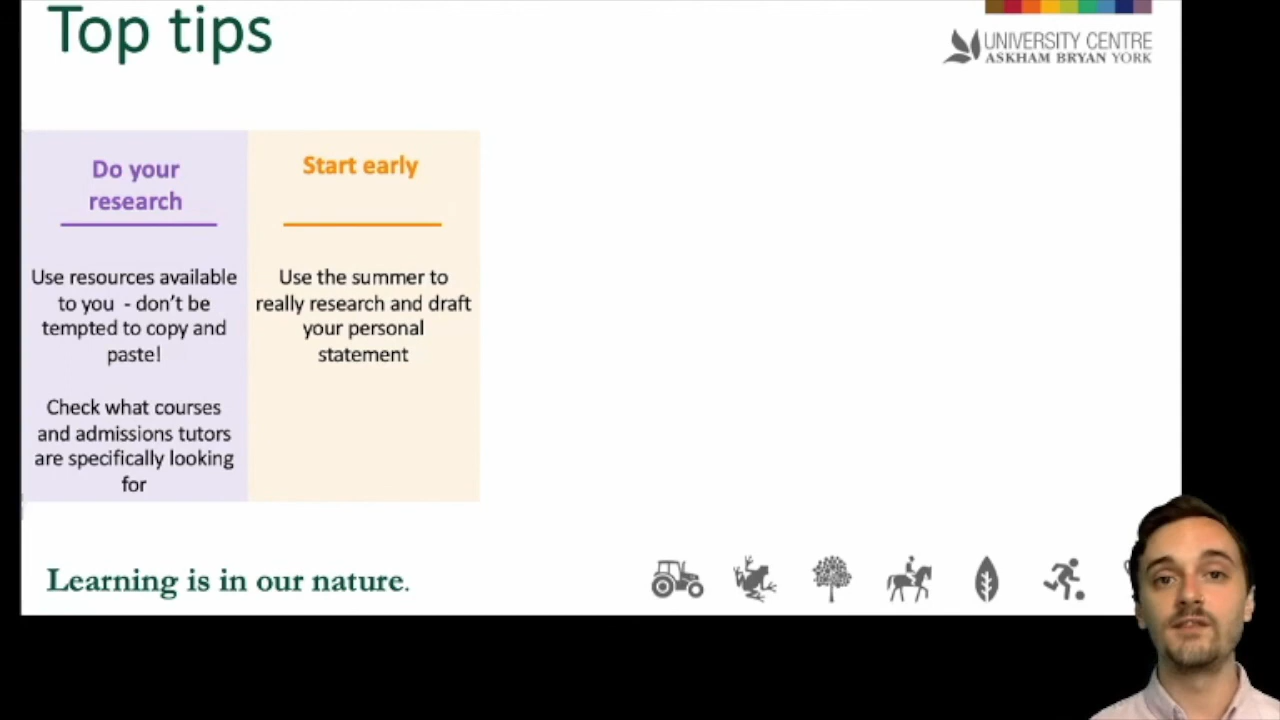 Top tips
UNIVERSITY CENTRE
ASKHAM BRYAN YORK
Do your
research
Use resources available
to you - don't be
tempted to copy and
paste!
Check what courses
and admissions tutors
are specifically looking
for
Start early
Use the summer to
really research and draft
your personal
statement
Learning is in our nature.